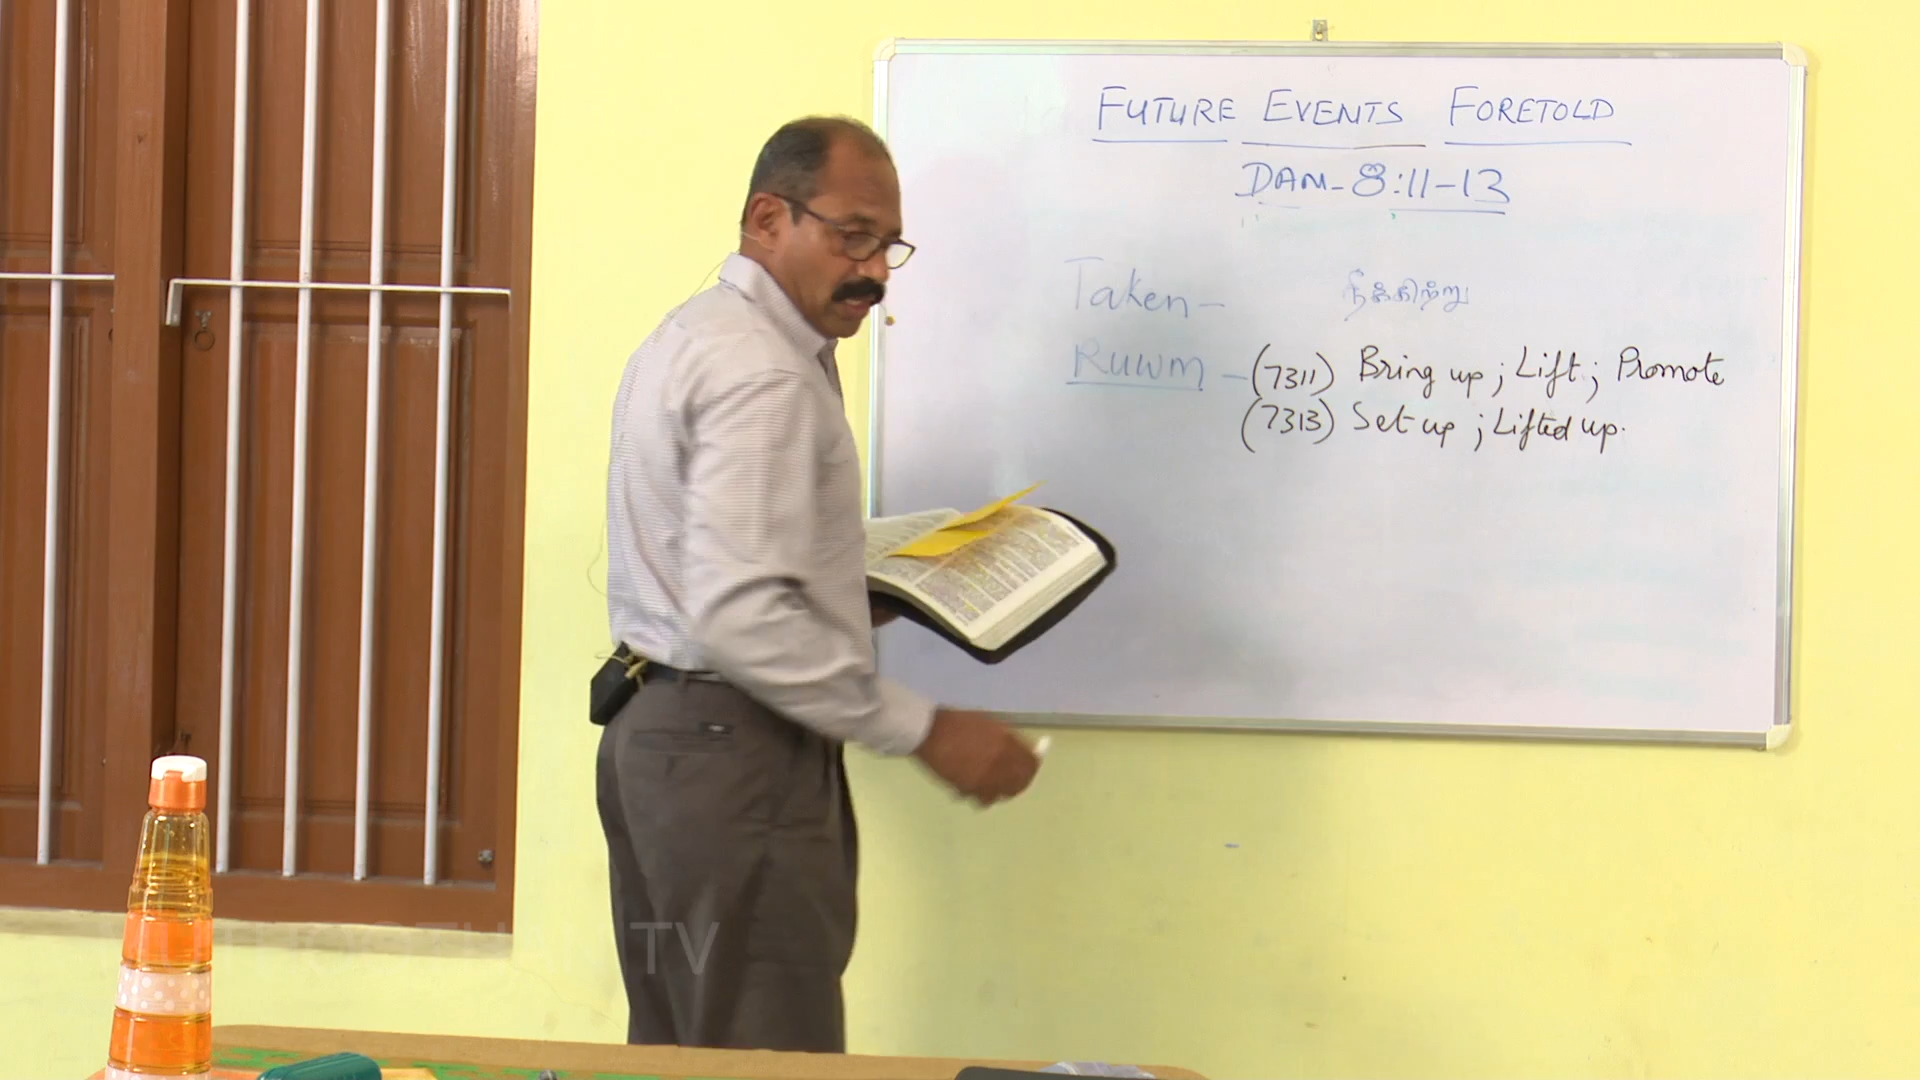 FUTURE EVENTS FORETOLD
DAN- 8:11-13
Taken - நீக்கிற்று
RUWM - (7311) Bring up ; Lift ; Promote
(7313) Set up ; Lifted up.
TV